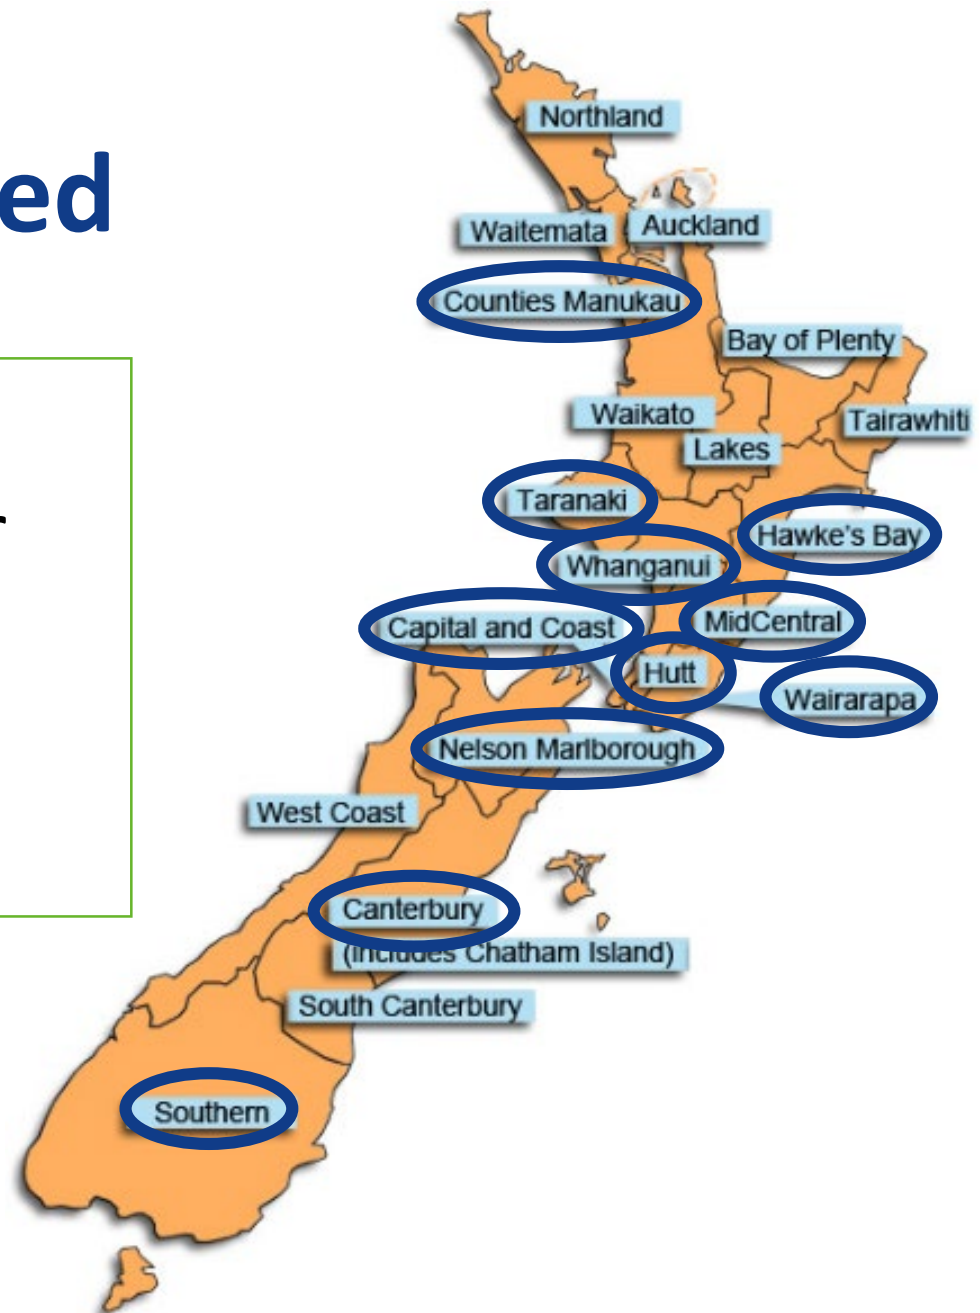 ed
Northland
Waitemata
Auckland
Counties Manukau
Bay of Plenty
Waikato
Tairawhiti
Lakes
Taranaki
Hawke's Bay
Whanganui
Capital and Coast
MidCentral
Hutt
Wairarapa
Nelson Marlborough
West Coast
Canterbury
(includes Chatham Island)
South Canterbury
Southern